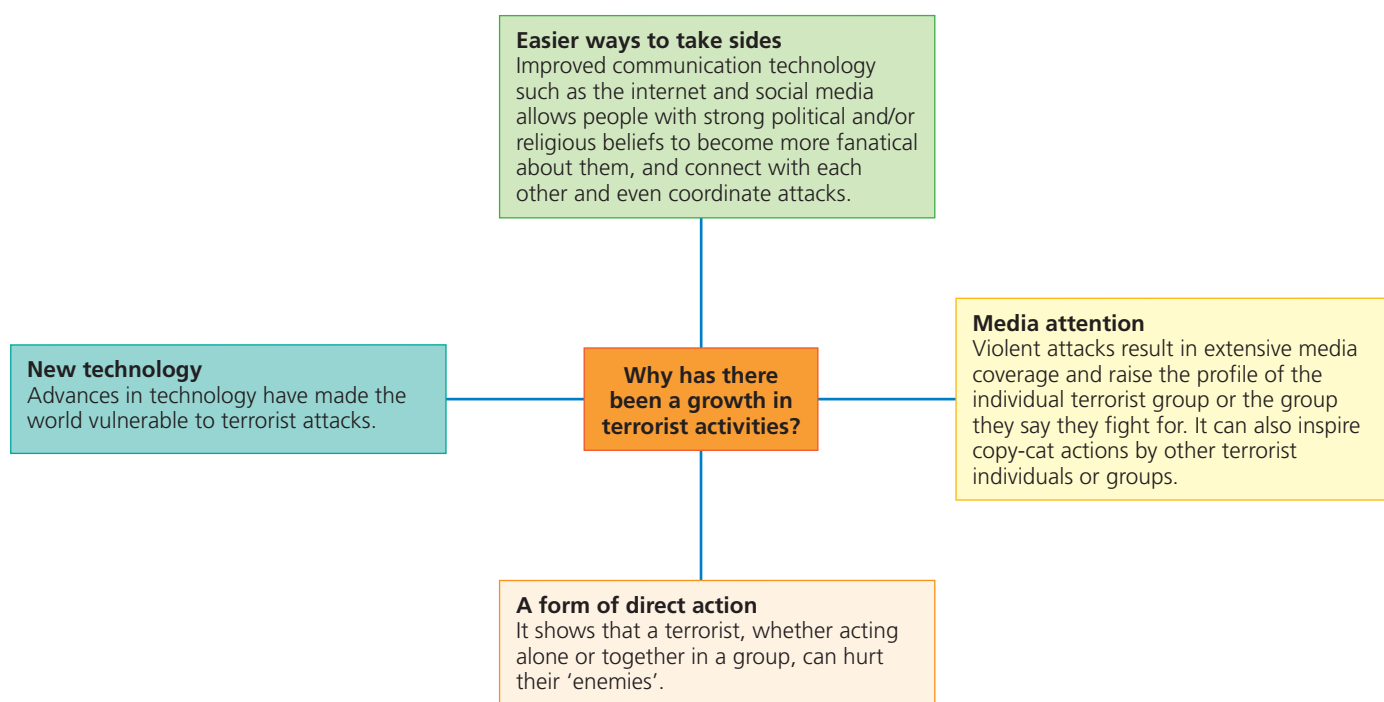 Easier ways to take sides
Improved communication technology
such as the internet and social media
allows people with strong political and/or
religious beliefs to become more fanatical
about them, and connect with each
other and even coordinate attacks.
New technology
Advances in technology have made the
world vulnerable to terrorist attacks.
Why has there
been a growth in
terrorist activities?
Media attention
Violent attacks result in extensive media
coverage and raise the profile of the
individual terrorist group or the group
they say they fight for. It can also inspire
copy-cat actions by other terrorist
individuals or groups.
A form of direct action
It shows that a terrorist, whether acting
alone or together in a group, can hurt
their ‘enemies’.